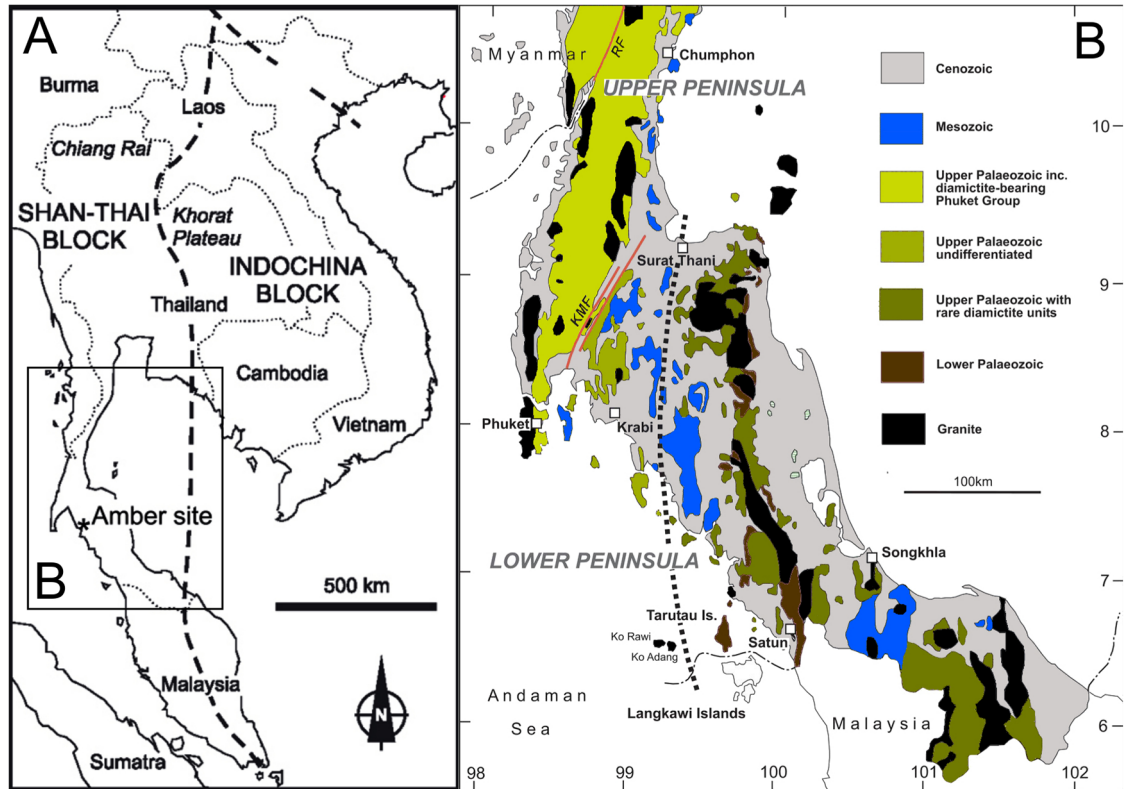 A
Burma
Laos
Chiang Rai
SHAN-THAI
BLOCK
Khorat
Plateau
INDOCHINA
BLOCK
Thailand
Cambodia
Vietnam
* Amber site
B
500 km
N
Malaysia
Sumatra
B
Myanmar
RF
Chumphon
UPPER PENINSULA
Surat Thani
KMF
Phuket
Krabi
LOWER PENINSULA
Songkhla
Tarutau Is.
Ko Rawi
Ko Adang
Satun
Andaman
Sea
Langkawi Islands
Malaysia
Cenozoic
Mesozoic
Upper Palaeozoic inc.
diamictite-bearing
Phuket Group
Upper Palaeozoic
undifferentiated
Upper Palaeozoic with
rare diamictite units
Lower Palaeozoic
Granite
100km
10
9
8
7
6
98
99
100
101
102